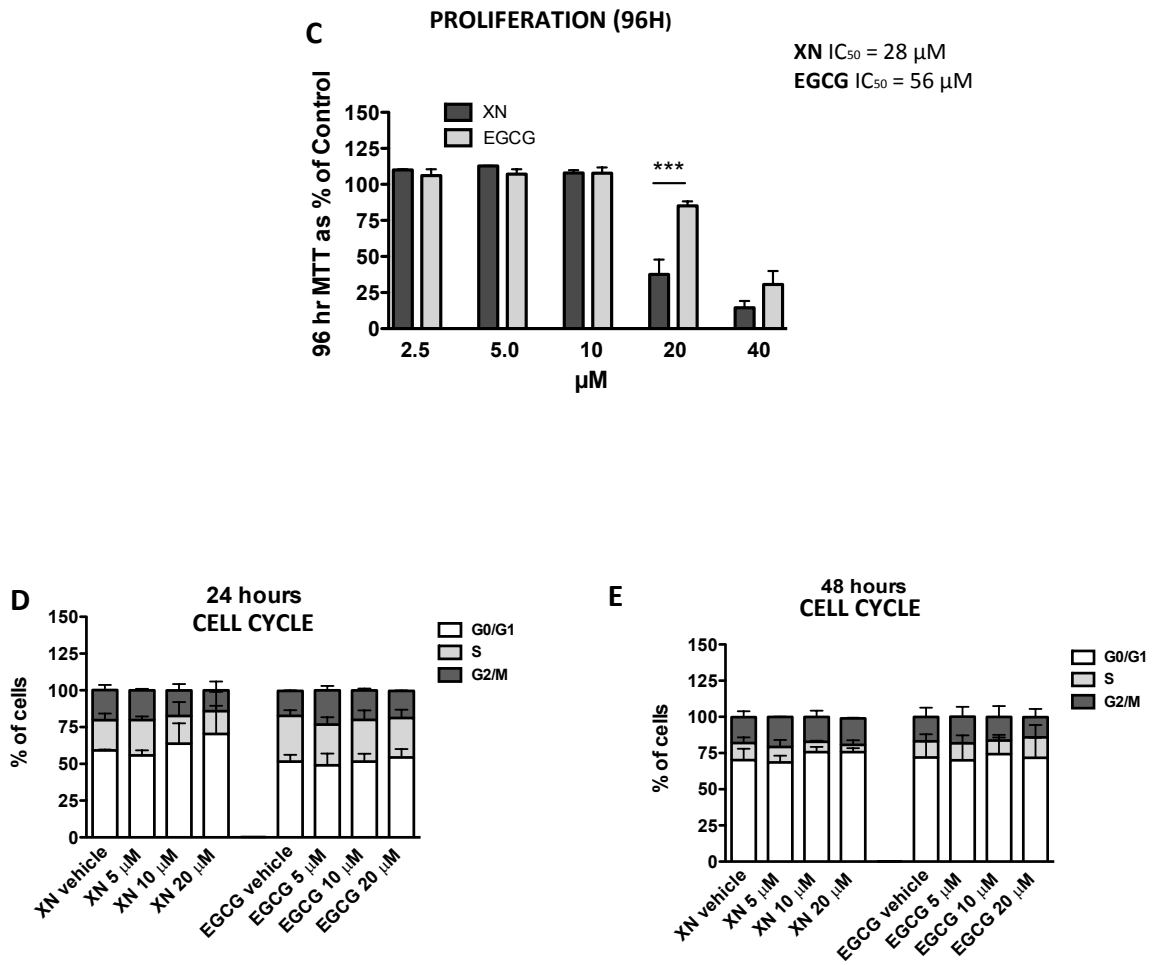 C
PROLIFERATION (96H)
XN IC50 = 28 µM
EGCG IC50 = 56 µM
XN
EGCG
96 hr MTT as % of Control
150
125
100
75
50
25
0
***
2.5 5.0 10 20 40
µM
D
24 hours
CELL CYCLE
% of cells
150
125
100
75
50
25
0
G0/G1
S
G2/M
XN vehicle
XN 5 µM
XN 10 µM
XN 20 µM
EGCG vehicle
EGCG 5 µM
EGCG 10 µM
EGCG 20 µM
E
48 hours
CELL CYCLE
% of cells
150
125
100
75
50
25
0
G0/G1
S
G2/M
XN vehicle
XN 5 µM
XN 10 µM
XN 20 µM
EGCG vehicle
EGCG 5 µM
EGCG 10 µM
EGCG 20 µM